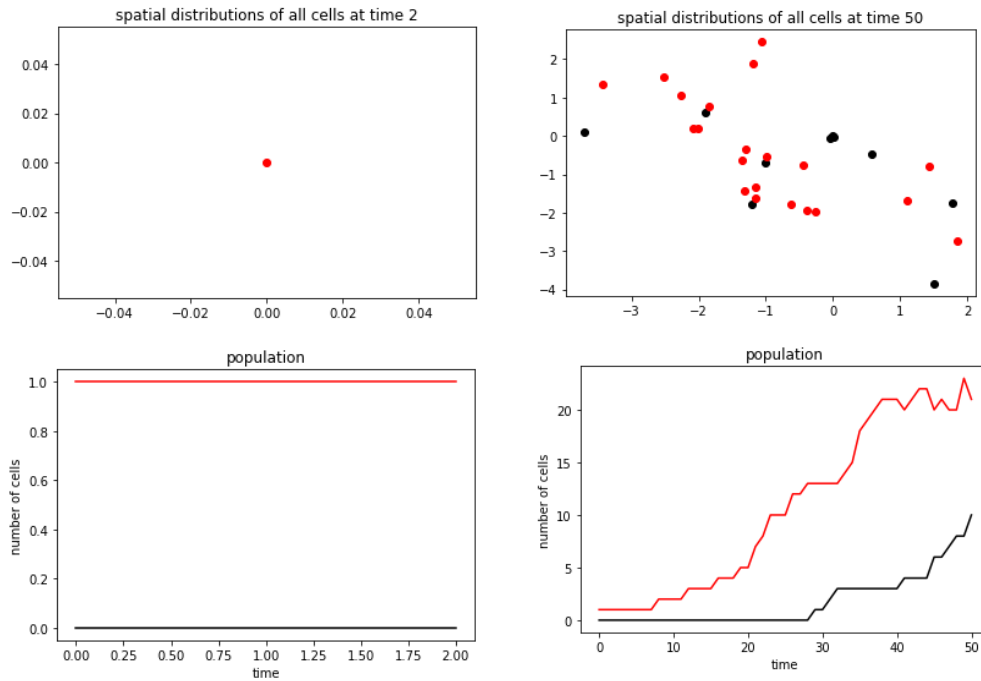 spatial distributions of all cells at time 2
0.04
0.02
0.00
−0.02
−0.04
−0.04 −0.02 0.00 0.02 0.04
spatial distributions of all cells at time 50
2
1
0
−1
−2
−3
−4
−3 −2 −1 0 1 2
population
number of cells
1.0
0.8
0.6
0.4
0.2
0.0
0.00 0.25 0.50 0.75 1.00 1.25 1.50 1.75 2.00
time
population
number of cells
20
15
10
5
0
0 10 20 30 40 50
time